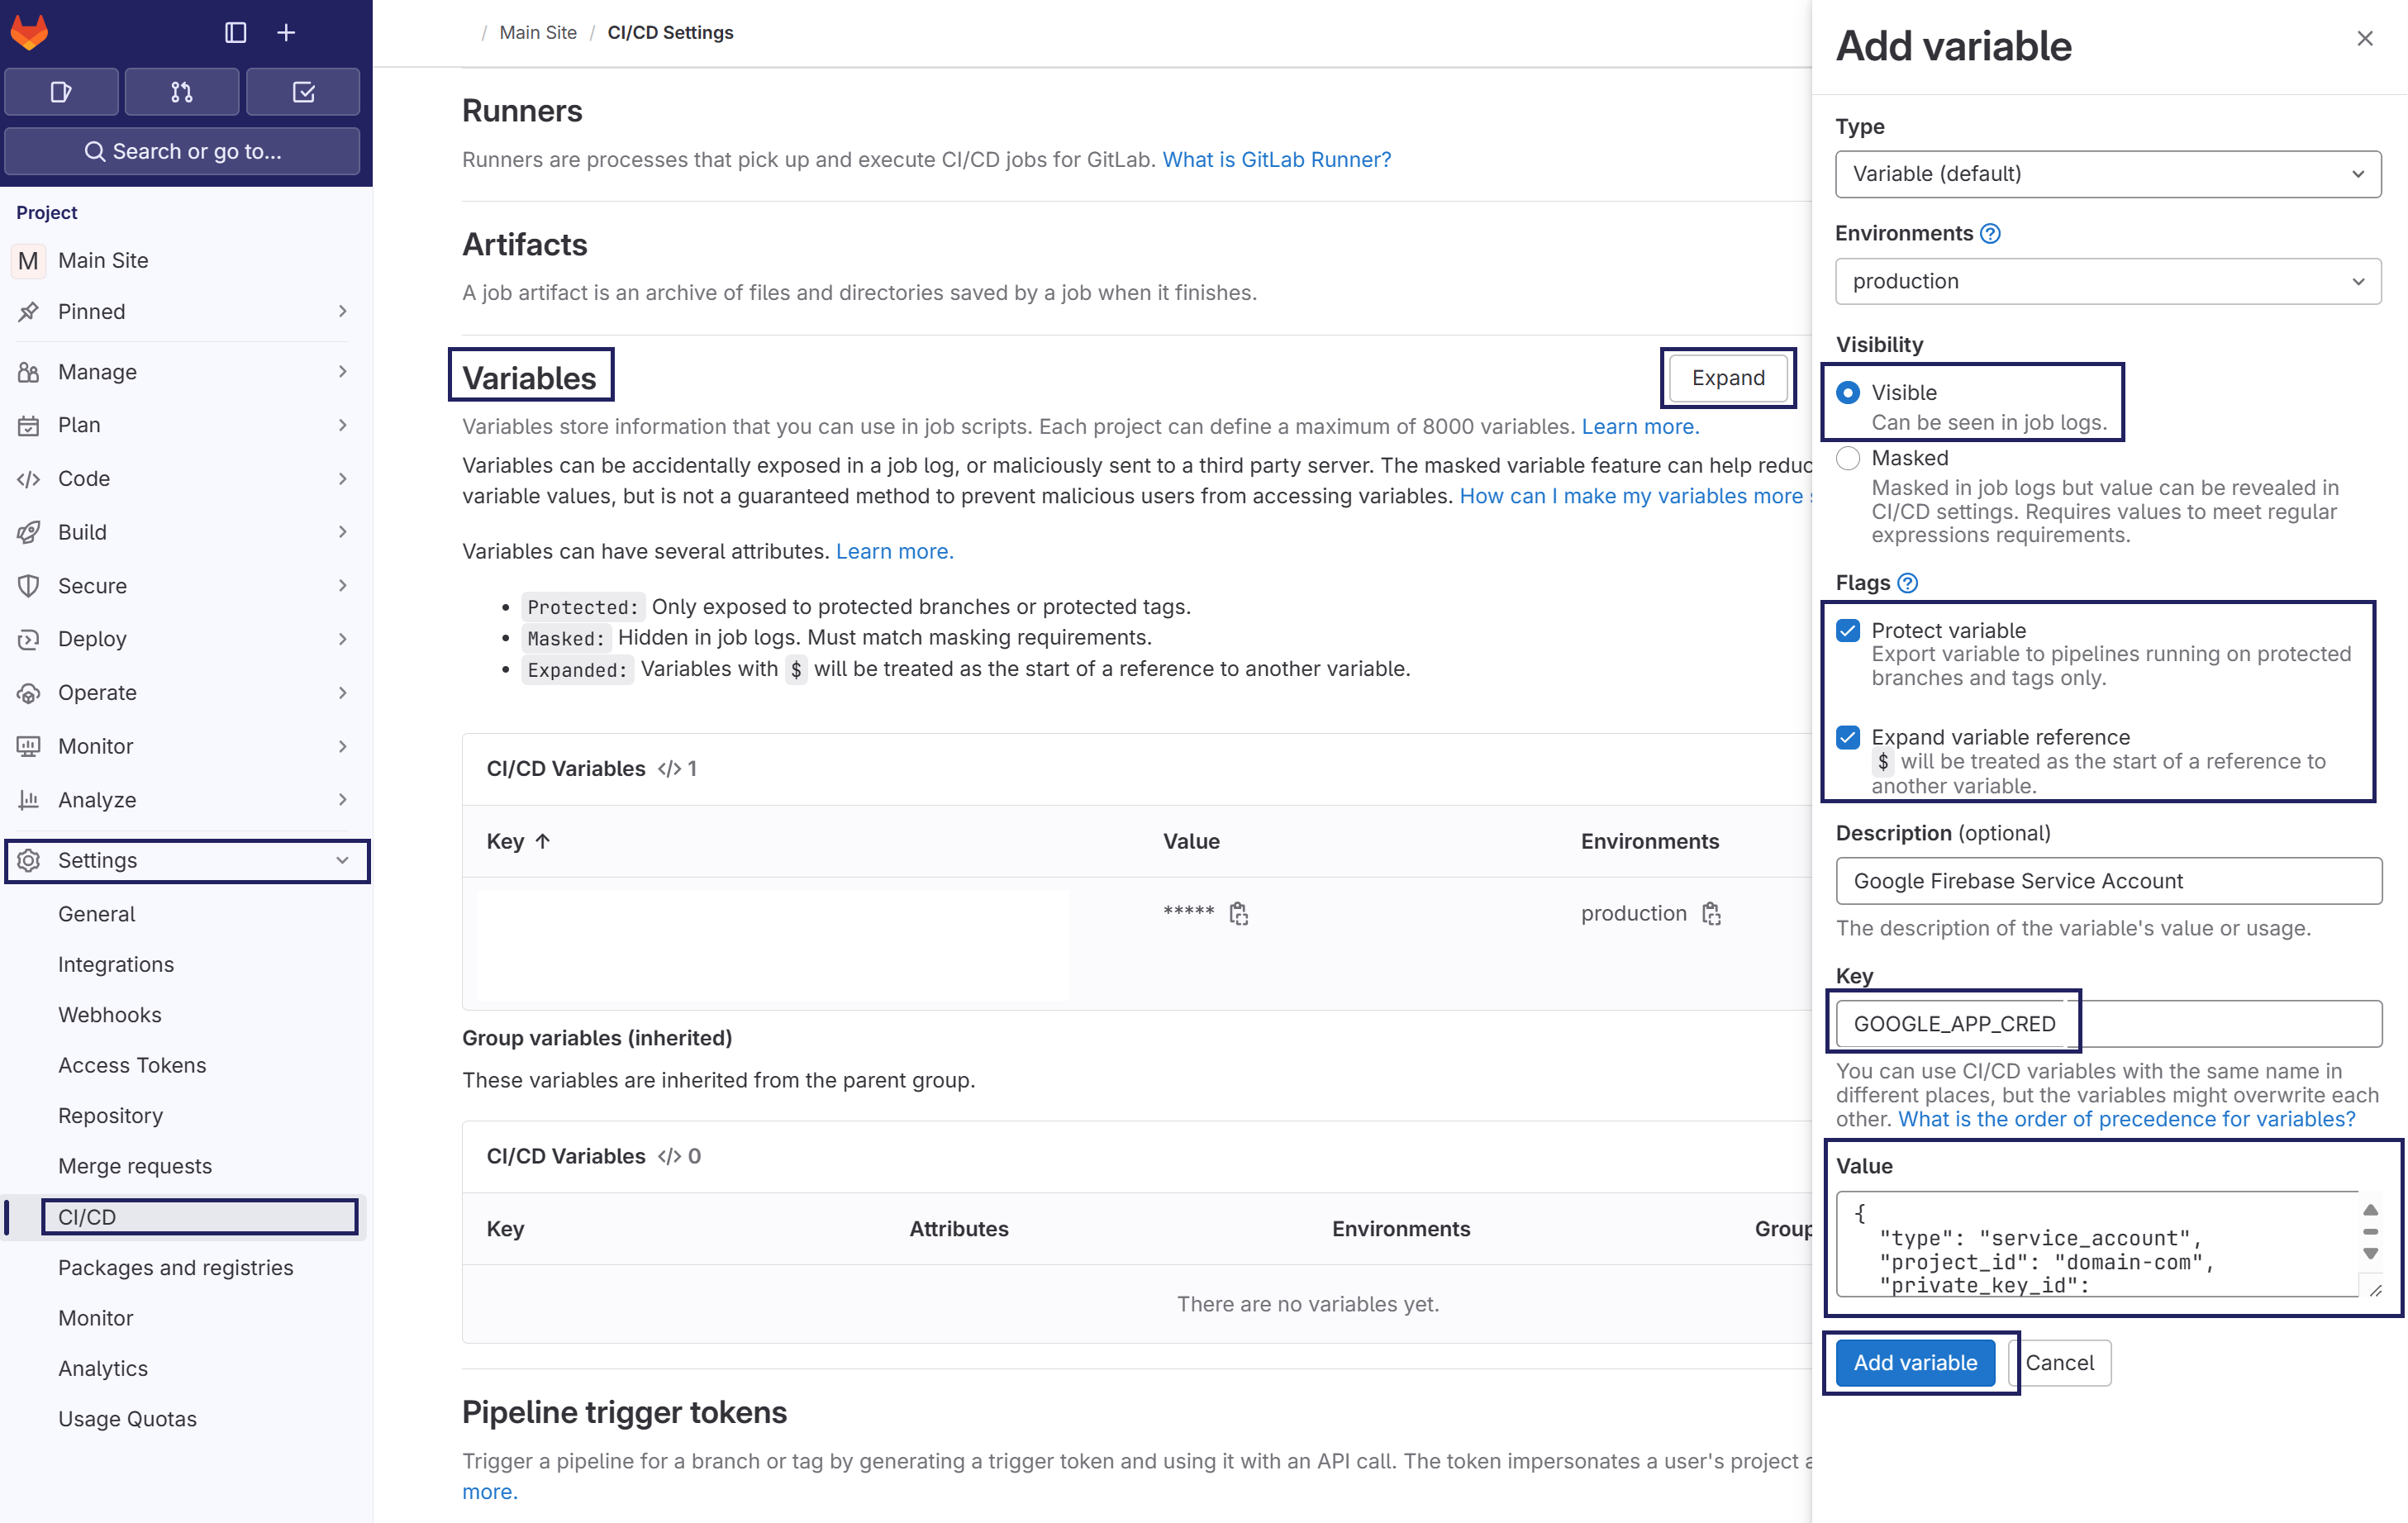 Search or go to...
Project
M Main Site
Pinned
Manage
Plan
Code
Build
Secure
Deploy
Operate
Monitor
Analyze
Settings
General
Integrations
Webhooks
Access Tokens
Repository
Merge requests
CI/CD
Packages and registries
Monitor
Analytics
Usage Quotas
/ Main Site / CI/CD Settings
Runners
Runners are processes that pick up and execute CI/CD jobs for GitLab. What is GitLab Runner?
Artifacts
A job artifact is an archive of files and directories saved by a job when it finishes.
Variables
Expand
Variables store information that you can use in job scripts. Each project can define a maximum of 8000 variables. Learn more.
Variables can be accidentally exposed in a job log, or maliciously sent to a third party server. The masked variable feature can help reduc
variable values, but is not a guaranteed method to prevent malicious users from accessing variables. How can I make my variables more s
Variables can have several attributes. Learn more.
• Protected: Only exposed to protected branches or protected tags.
• Masked: Hidden in job logs. Must match masking requirements.
• Expanded: Variables with $ will be treated as the start of a reference to another variable.
CI/CD Variables </> 1
Key ↑ Value Environments
***** production
Group variables (inherited)
These variables are inherited from the parent group.
CI/CD Variables </> 0
Key Attributes Environments Group
There are no variables yet.
Pipeline trigger tokens
Trigger a pipeline for a branch or tag by generating a trigger token and using it with an API call. The token impersonates a user's project a
more.
Add variable
Type
Variable (default)
Environments ?
production
Visibility
Visible
Can be seen in job logs.
Masked
Masked in job logs but value can be revealed in
CI/CD settings. Requires values to meet regular
expressions requirements.
Flags ?
Protect variable
Export variable to pipelines running on protected
branches and tags only.
Expand variable reference
$ will be treated as the start of a reference to
another variable.
Description (optional)
Google Firebase Service Account
The description of the variable's value or usage.
Key
GOOGLE_APP_CRED
You can use CI/CD variables with the same name in
different places, but the variables might overwrite each
other. What is the order of precedence for variables?
Value
{
"type": "service_account",
"project_id": "domain-com",
"private_key_id":
Add variable
Cancel